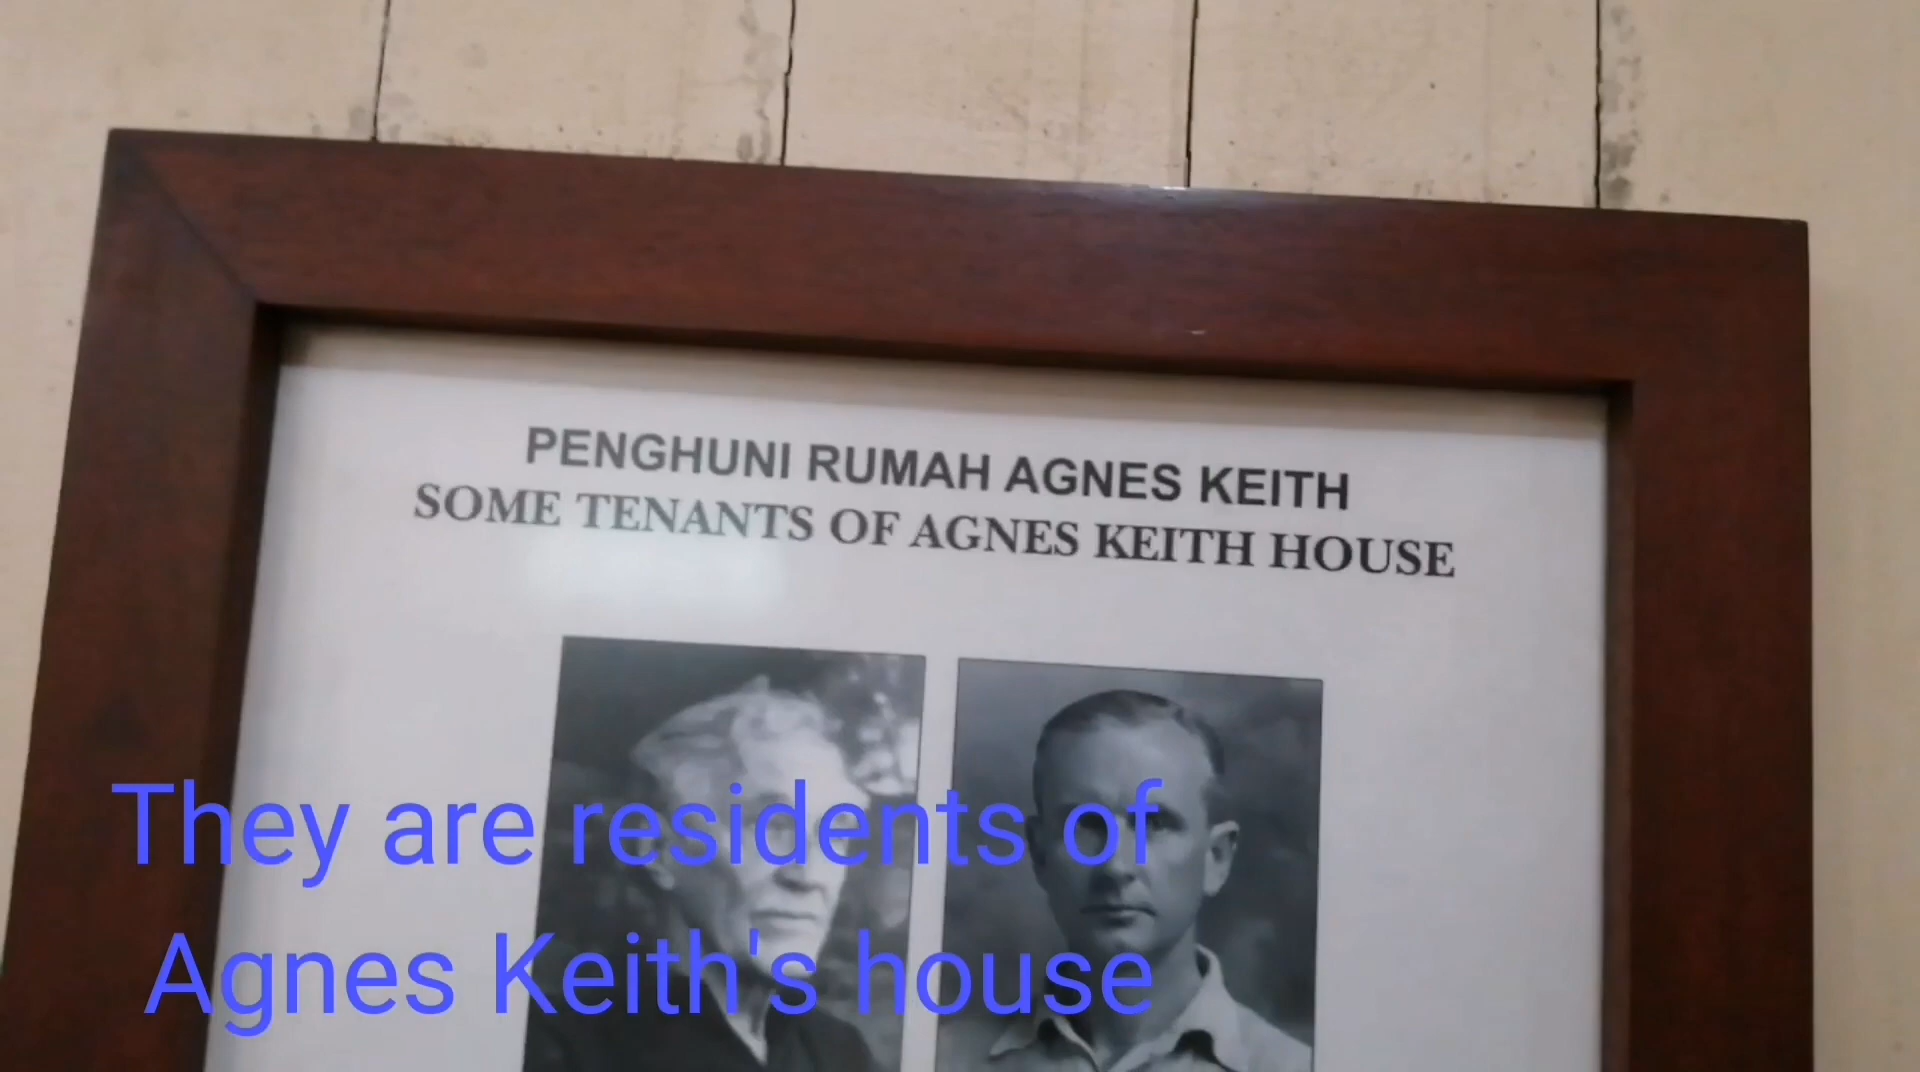 PENGHUNI RUMAH AGNES KEITH
SOME TENANTS OF AGNES KEITH HOUSE
They are residents of
Agnes Keith's house